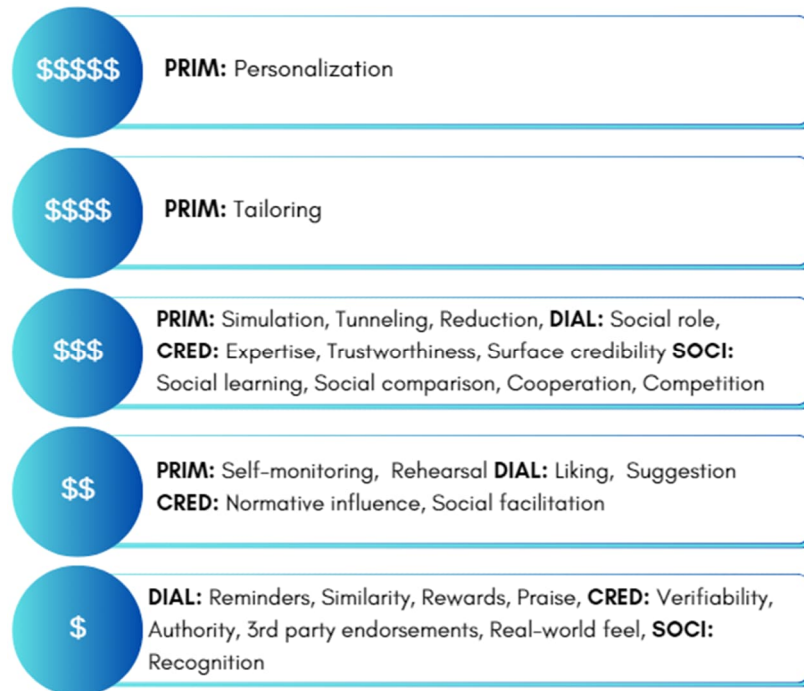 $$$$$
PRIM: Personalization
$$$$
PRIM: Tailoring
$$$
PRIM: Simulation, Tunneling, Reduction, DIAL: Social role,
CRED: Expertise, Trustworthiness, Surface credibility SOCI:
Social learning, Social comparison, Cooperation, Competition
$$
PRIM: Self-monitoring, Rehearsal DIAL: Liking, Suggestion
CRED: Normative influence, Social facilitation
$
DIAL: Reminders, Similarity, Rewards, Praise, CRED: Verifiability,
Authority, 3rd party endorsements, Real-world feel, SOCI:
Recognition